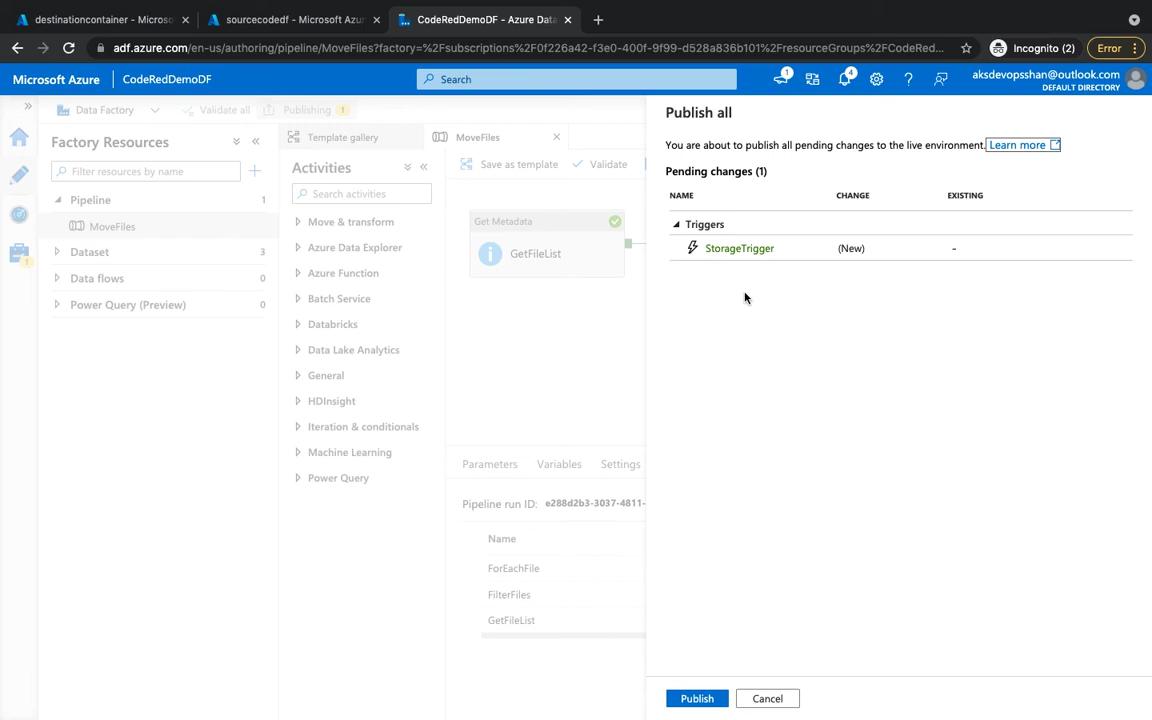 destinationcontainer - Microso
sourcecodedf - Microsoft Azu
CodeRedDemoDF - Azure Data
adf.azure.com/en-us/authoring/pipeline/MoveFiles?factory=%2Fsubscriptions%2F0f226a42-f3e0-400f-9f99-d528a836b101%2FresourceGroups%2FCodeRed...
Incognito (2)
Error
Microsoft Azure
CodeRedDemoDF
Search
1
4
aksdevopsshan@outlook.com
DEFAULT DIRECTORY
Data Factory
Validate all
Publishing
1
Factory Resources
Filter resources by name
Pipeline
1
MoveFiles
Dataset
3
Data flows
0
Power Query (Preview)
0
1
Template gallery
MoveFiles
Activities
Search activities
Move & transform
Azure Data Explorer
Azure Function
Batch Service
Databricks
Data Lake Analytics
General
HDInsight
Iteration & conditionals
Machine Learning
Power Query
Save as template
Validate
Get Metadata
GetFileList
Parameters
Variables
Settings
Pipeline run ID: e288d2b3-3037-4811-
Name
ForEachFile
FilterFiles
GetFileList
Publish all
You are about to publish all pending changes to the live environment. Learn more
Pending changes (1)
NAME
CHANGE
EXISTING
Triggers
StorageTrigger
(New)
-
Publish
Cancel